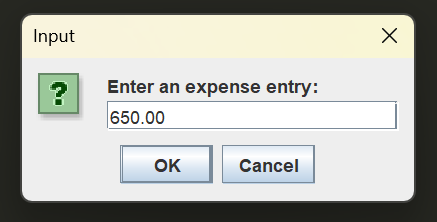 Input
?
Enter an expense entry:
650.00
OK Cancel